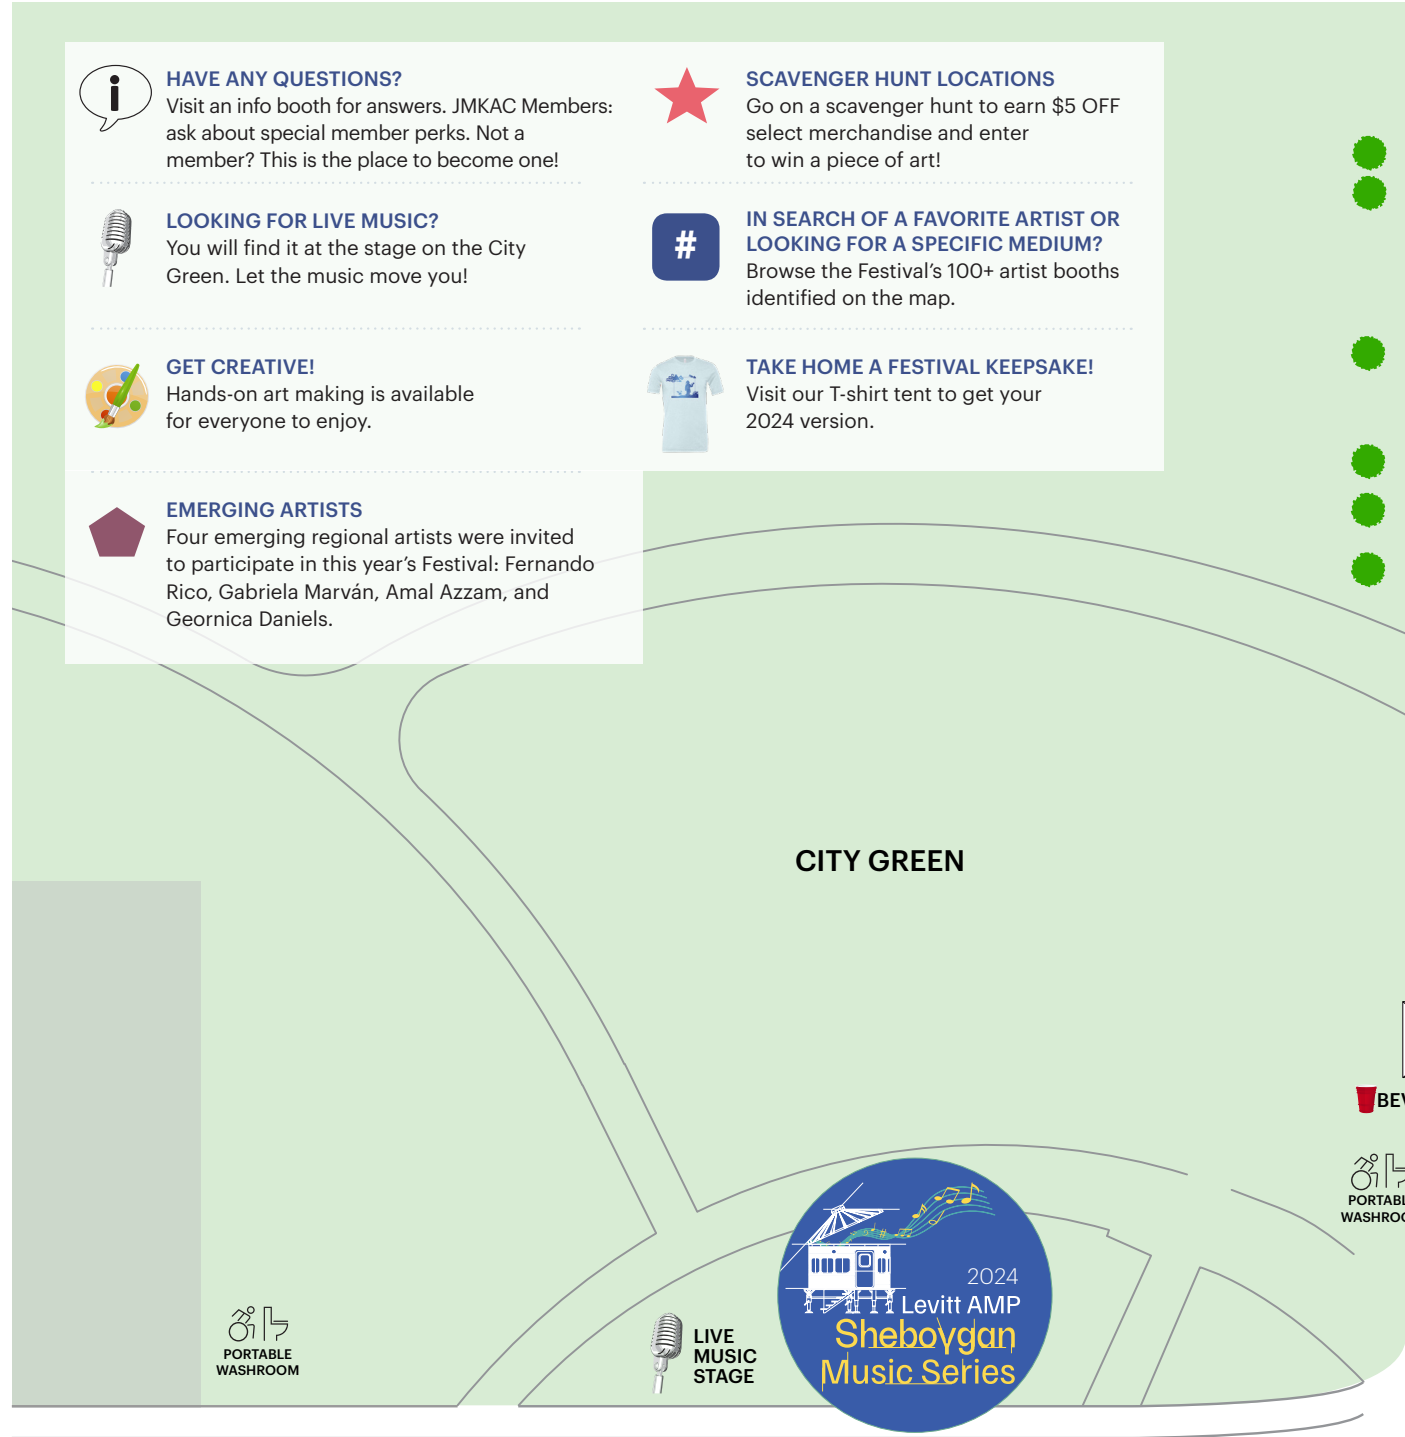 HAVE ANY QUESTIONS?
Visit an info booth for answers. JMKAC Members:
ask about special member perks. Not a
member? This is the place to become one!
LOOKING FOR LIVE MUSIC?
You will find it at the stage on the City
Green. Let the music move you!
GET CREATIVE!
Hands-on art making is available
for everyone to enjoy.
EMERGING ARTISTS
Four emerging regional artists were invited
to participate in this year’s Festival: Fernando
Rico, Gabriela Marván, Amal Azzam, and
Geornica Daniels.
SCAVENGER HUNT LOCATIONS
Go on a scavenger hunt to earn $5 OFF
select merchandise and enter
to win a piece of art!
#
IN SEARCH OF A FAVORITE ARTIST OR
LOOKING FOR A SPECIFIC MEDIUM?
Browse the Festival’s 100+ artist booths
identified on the map.
TAKE HOME A FESTIVAL KEEPSAKE!
Visit our T-shirt tent to get your
2024 version.
CITY GREEN
PORTABLE
WASHROOM
LIVE
MUSIC
STAGE
2024
Levitt AMP
Sheboygan
Music Series